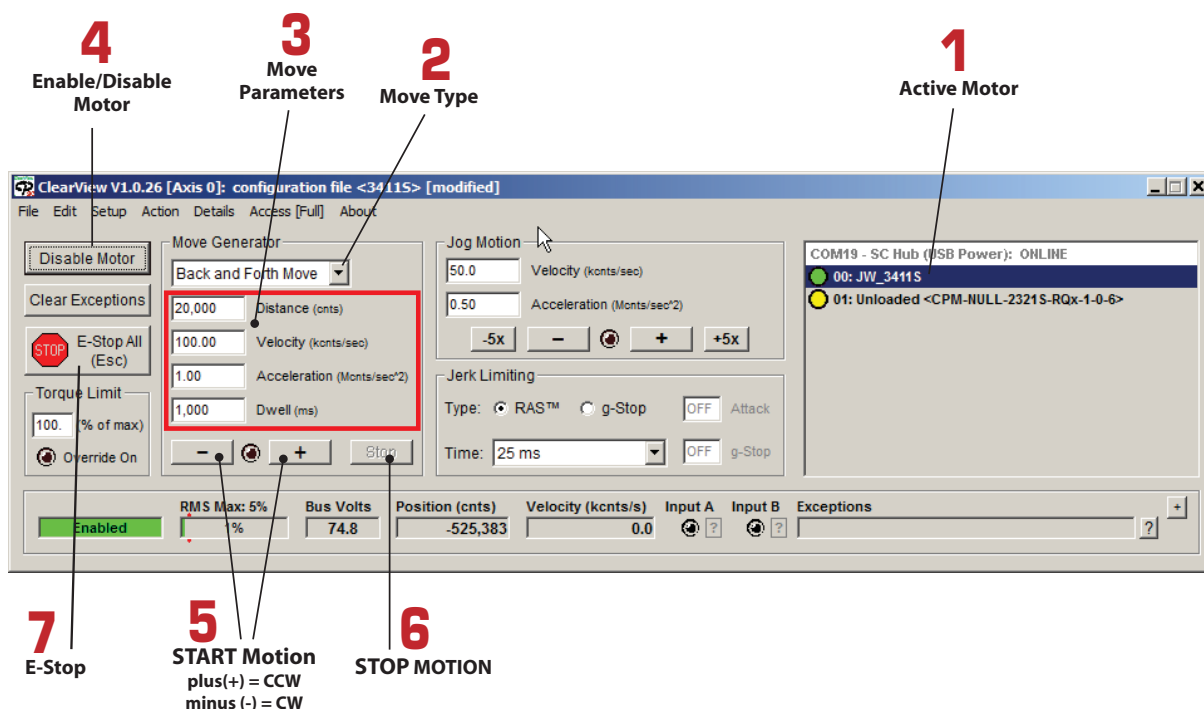 4
Enable/Disable
Motor
3
Move
Parameters
2
Move Type
1
Active Motor
ClearView V1.0.26 [Axis 0]: configuration file <3411S> [modified]
File Edit Setup Action Details Access [Full] About
Disable Motor
Clear Exceptions
STOP
E-Stop All
(Esc)
Torque Limit
100. (% of max)
Override On
Move Generator
Back and Forth Move
20,000 Distance (cnts)
100.00 Velocity (kcnts/sec)
1.00 Acceleration (Mcnts/sec^2)
1,000 Dwell (ms)
− + Stop
Jog Motion
50.0 Velocity (kcnts/sec)
0.50 Acceleration (Mcnts/sec^2)
-5x − + +5x
Jerk Limiting
Type: RAS™ g-Stop OFF Attack
Time: 25 ms OFF g-Stop
COM19 - SC Hub (USB Power): ONLINE
00: JW_3411S
01: Unloaded <CPM-NULL-2321S-RQx-1-0-6>
RMS Max: 5% Bus Volts Position (cnts) Velocity (kcnts/s) Input A Input B Exceptions +
Enabled 1% 74.8 -525,383 0.0 ? ? ?
7
E-Stop
5
START Motion
plus(+) = CCW
minus (-) = CW
6
STOP MOTION